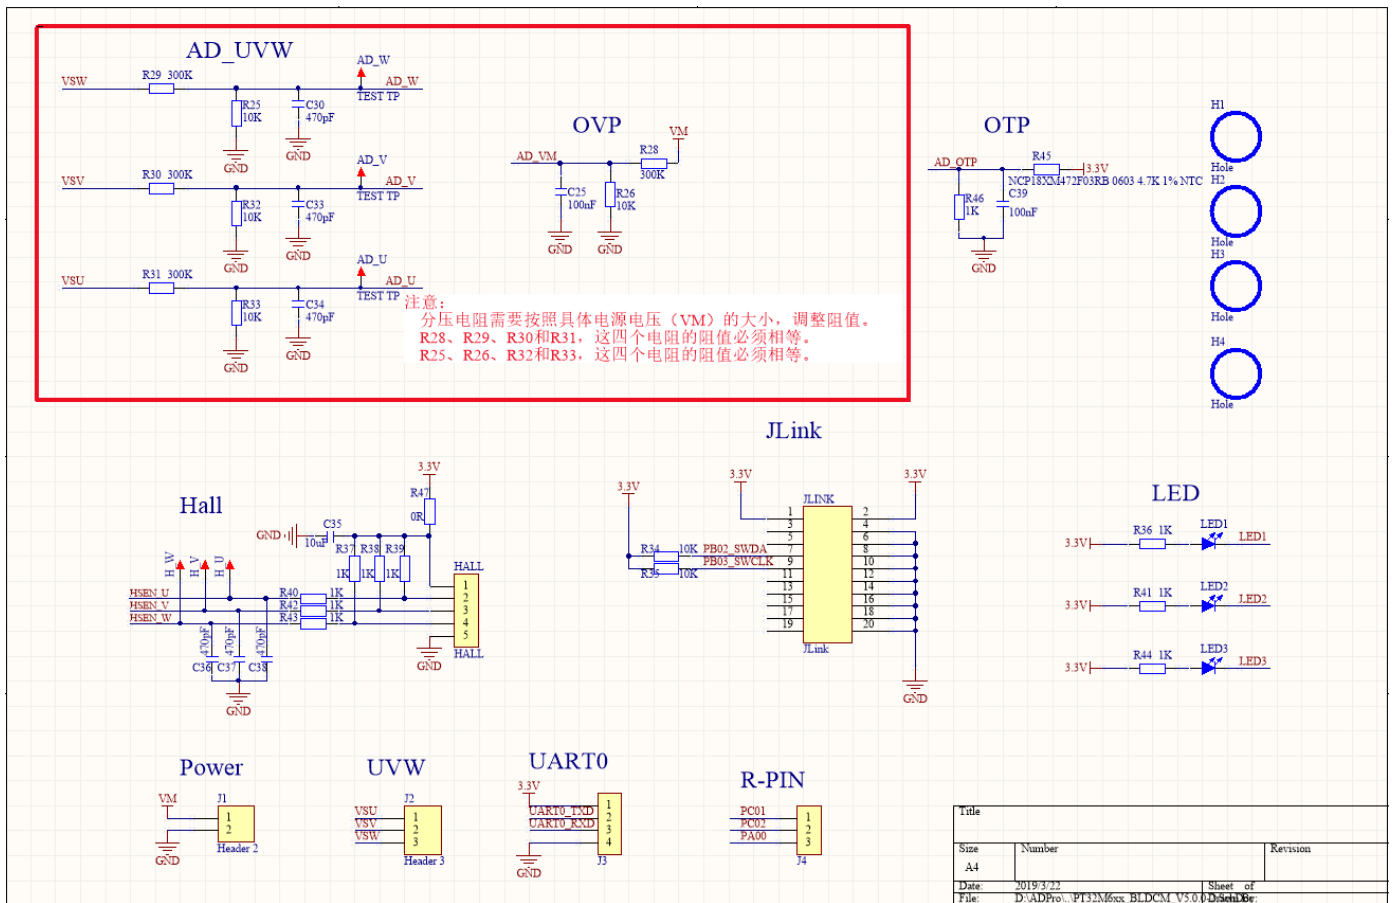 AD_UVW
AD_W
VSW
R29 300K
AD_W
TEST TP
R25
10K
C30
470pF
GND
GND
AD_V
VSV
R30 300K
AD_V
TEST TP
R32
10K
C33
470pF
GND
GND
AD_U
VSU
R31 300K
AD_U
TEST TP
R33
10K
C34
470pF
GND
GND
OVP
VM
AD_VM
R28
300K
C25
100nF
R26
10K
GND
GND
注意：
分压电阻需要按照具体电源电压（VM）的大小，调整阻值。
R28、R29、R30和R31，这四个电阻的阻值必须相等。
R25、R26、R32和R33，这四个电阻的阻值必须相等。
OTP
AD_OTP
R45
3.3V
NCP18XM472F03RB 0603 4.7K 1% NTC
R46
1K
C39
100nF
GND
H1
Hole
H2
Hole
H3
Hole
H4
Hole
Hall
3.3V
R47
0R
GND
C35
10uF
R37
R38
R39
1K
1K
1K
H_W
H_V
H_U
HSEN_U
HSEN_V
HSEN_W
R40 1K
R42 1K
R43 1K
470pF
470pF
470pF
C36
C37
C38
GND
HALL
1
2
3
4
5
HALL
GND
JLink
3.3V
3.3V
3.3V
JLINK
R34 10K
PB02_SWDA
R35 10K
PB03_SWCLK
1 2
3 4
5 6
7 8
9 10
11 12
13 14
15 16
17 18
19 20
JLink
GND
LED
3.3V
R36 1K
LED1
LED1
3.3V
R41 1K
LED2
LED2
3.3V
R44 1K
LED3
LED3
Power
VM
J1
1
2
Header 2
GND
UVW
J2
VSU 1
VSV 2
VSW 3
Header 3
UART0
3.3V
UART0_TXD
UART0_RXD
1
2
3
4
J3
GND
R-PIN
PC01 1
PC02 2
PA00 3
J4
Title
Size
A4
Number
Revision
Date: 2019/3/22
Sheet of
File: D:\ADPro\..\PT32M6xx_BLDCM_V5.0.0